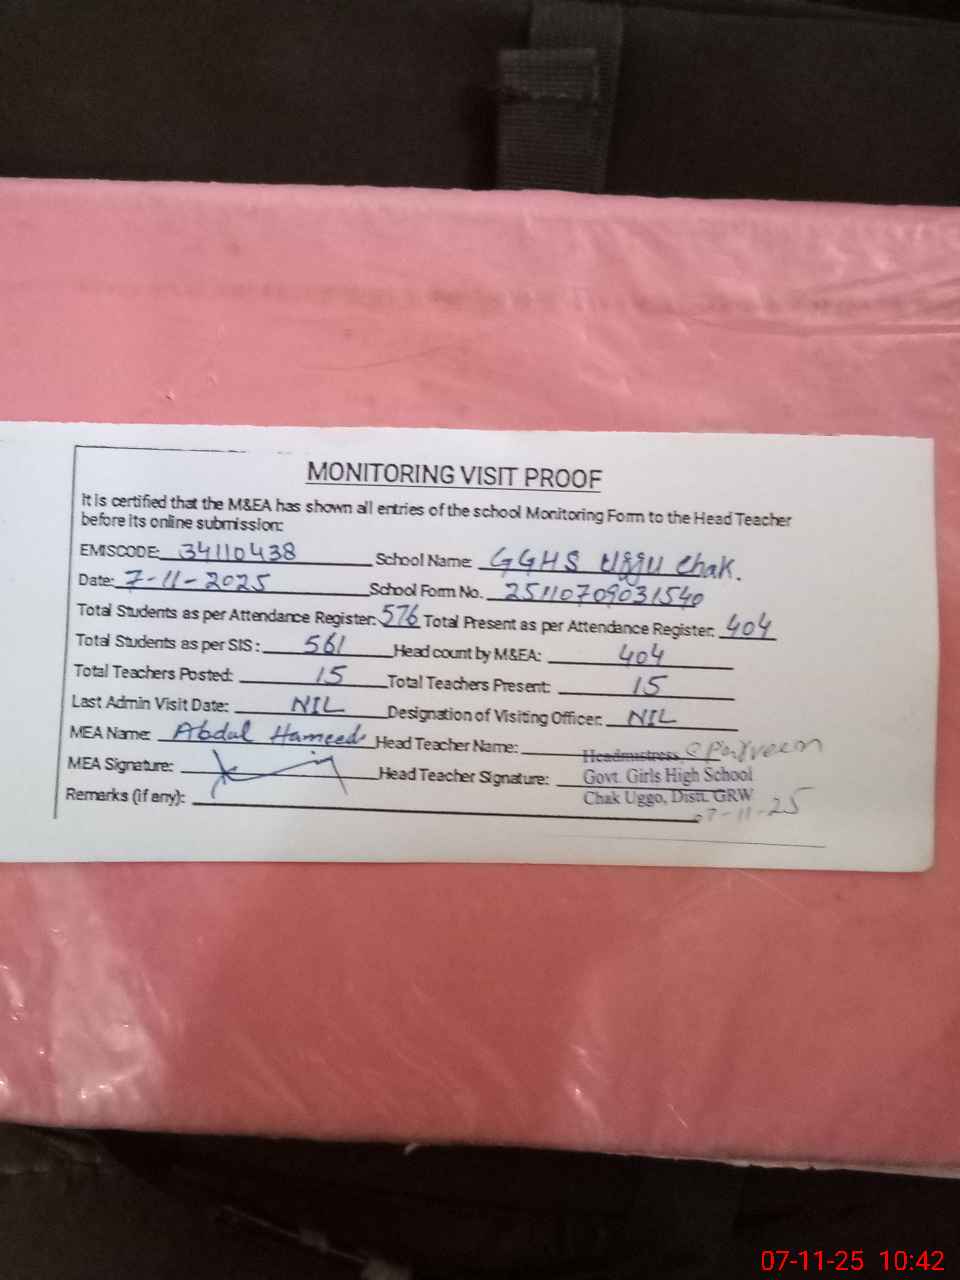 MONITORING VISIT PROOF
It is certified that the M&EA has shown all entries of the school Monitoring Form to the Head Teacher
before its online submission:
EMISCODE: 34110438 School Name: GGHS Uggu Chak.
Date: 7-11-2025 School Form No. 25110709031540
Total Students as per Attendance Register: 576 Total Present as per Attendance Register: 404
Total Students as per SIS: 561 Head count by M&EA: 404
Total Teachers Posted: 15 Total Teachers Present: 15
Last Admin Visit Date: NIL Designation of Visiting Officer: NIL
MEA Name: Abdul Hameed Head Teacher Name: Headmistress Parveen
MEA Signature: Head Teacher Signature: Govt. Girls High School
Remarks (if any): Chak Uggo, Distt. GRW
07-11-25
07-11-25 10:42